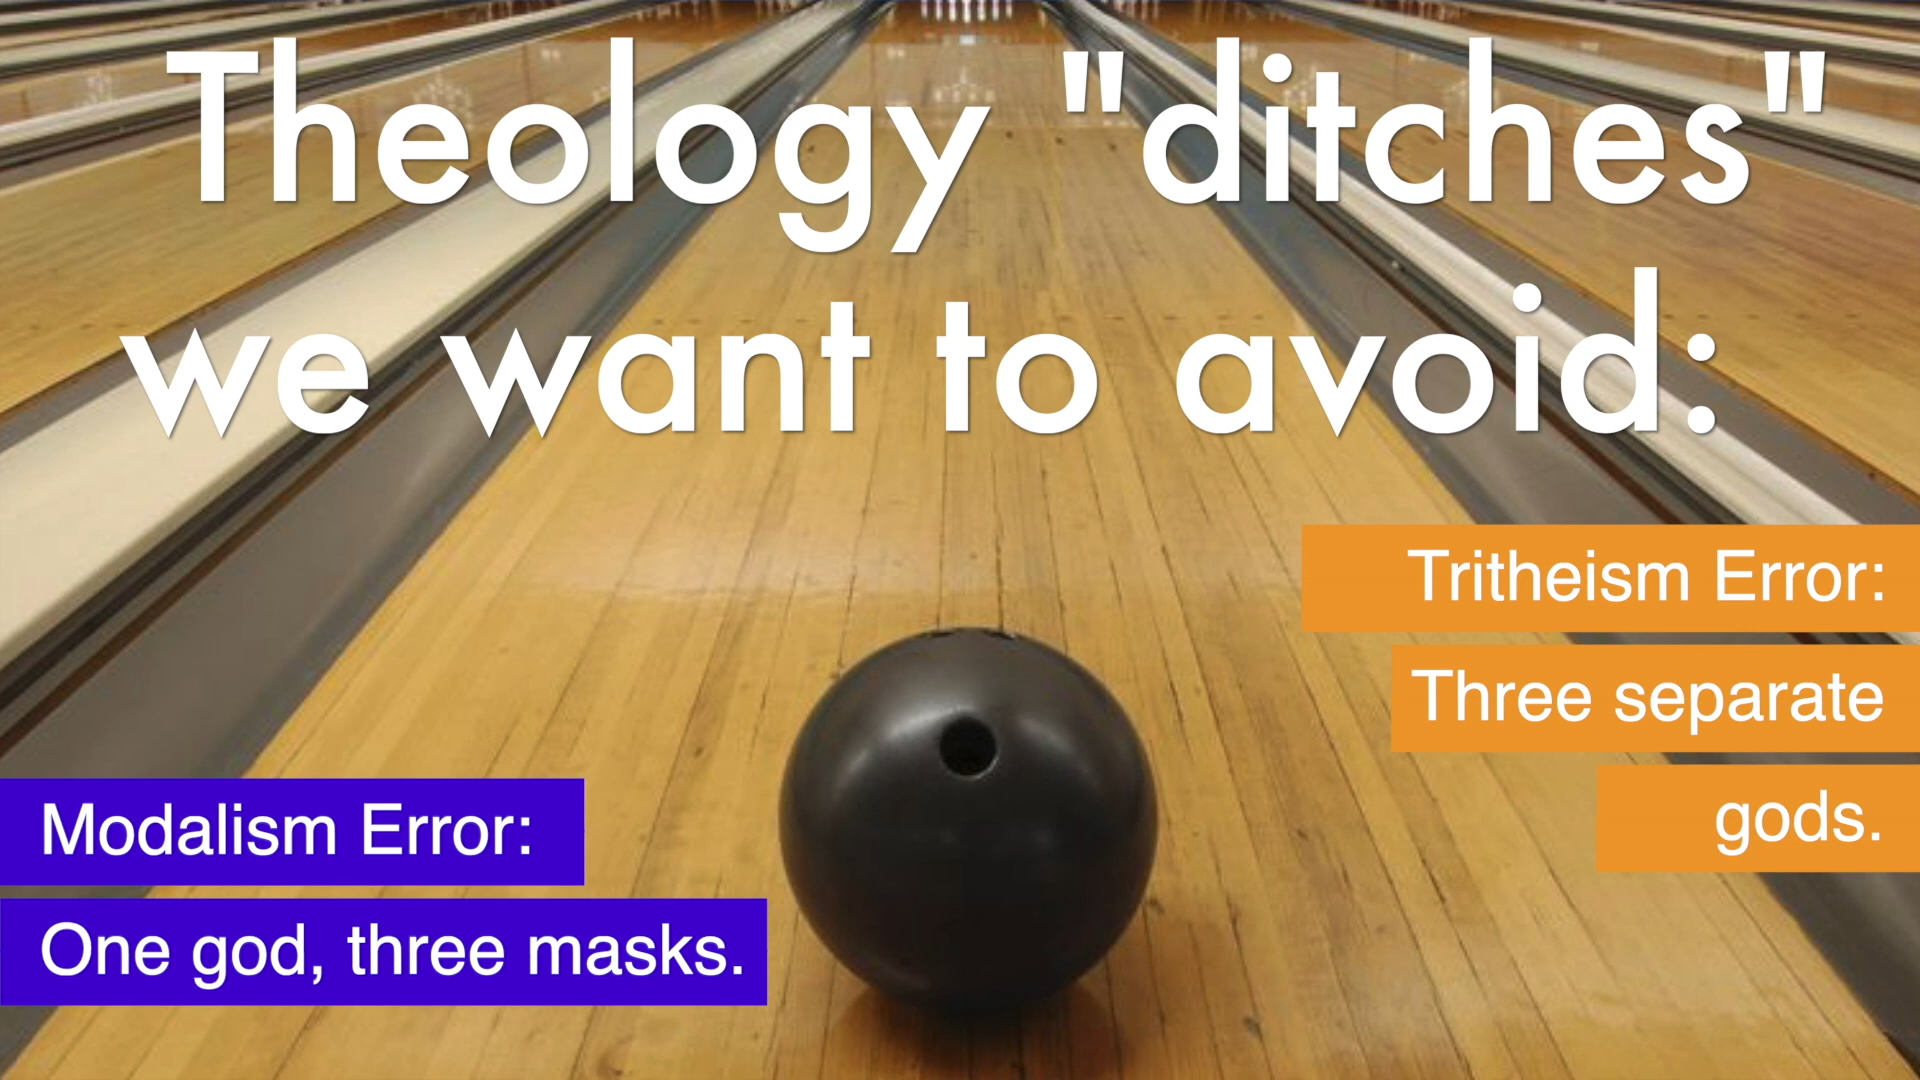 Theology "ditches"
we want to avoid:
Tritheism Error:
Three separate
gods.
Modalism Error:
One god, three masks.